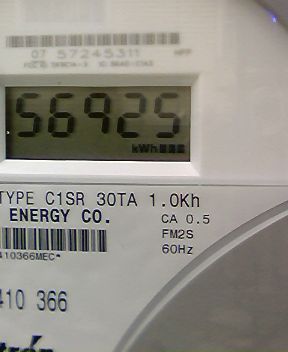 07 57245311
56925
kWh
TYPE C1SR 30TA 1.0Kh
ENERGY CO.
CA 0.5
FM2S
60Hz
410366MEC*
410 366